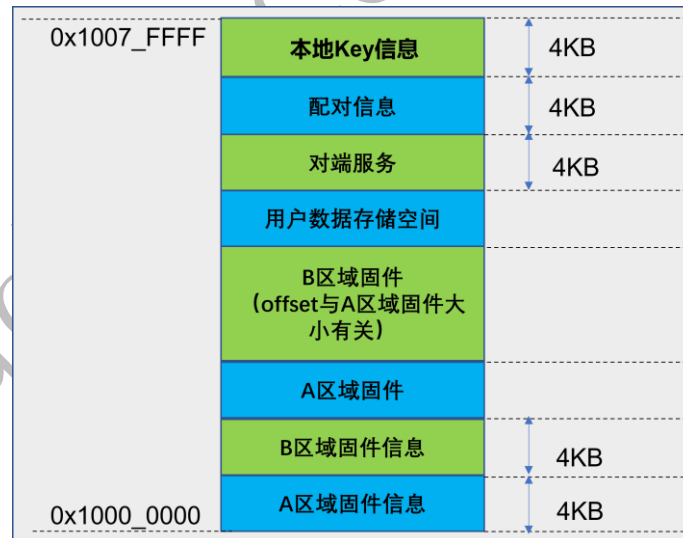 0x1007_FFFF
本地Key信息
4KB
配对信息
4KB
对端服务
4KB
用户数据存储空间
B区域固件
(offset与A区域固件大
小有关)
A区域固件
B区域固件信息
4KB
0x1000_0000
A区域固件信息
4KB